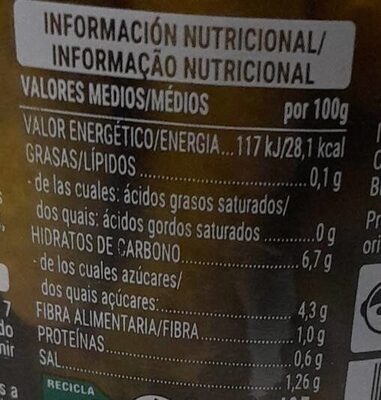 INFORMACIÓN NUTRICIONAL/
INFORMAÇÃO NUTRICIONAL
VALORES MEDIOS/MÉDIOS por 100g
VALOR ENERGÉTICO/ENERGIA...117 kJ/28,1 kcal
GRASAS/LÍPIDOS ..........0,1 g
- de las cuales: ácidos grasos saturados/
dos quais: ácidos gordos saturados ..........0 g
HIDRATOS DE CARBONO..........6,7 g
- de los cuales azúcares/
dos quais açúcares:..........4,3 g
FIBRA ALIMENTARIA/FIBRA..........1,0 g
PROTEÍNAS..........0,6 g
SAL..........1,26 g
RECICLA